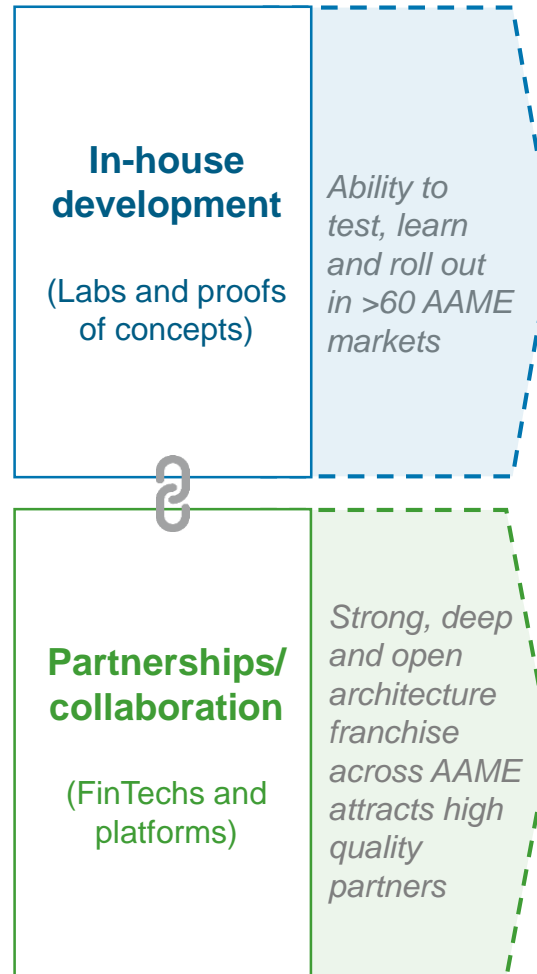 In-house
development
(Labs and proofs
of concepts)
Ability to
test, learn
and roll out
in >60 AAME
markets
Partnerships/
collaboration
(FinTechs and
platforms)
Strong, deep
and open
architecture
franchise
across AAME
attracts high
quality
partners